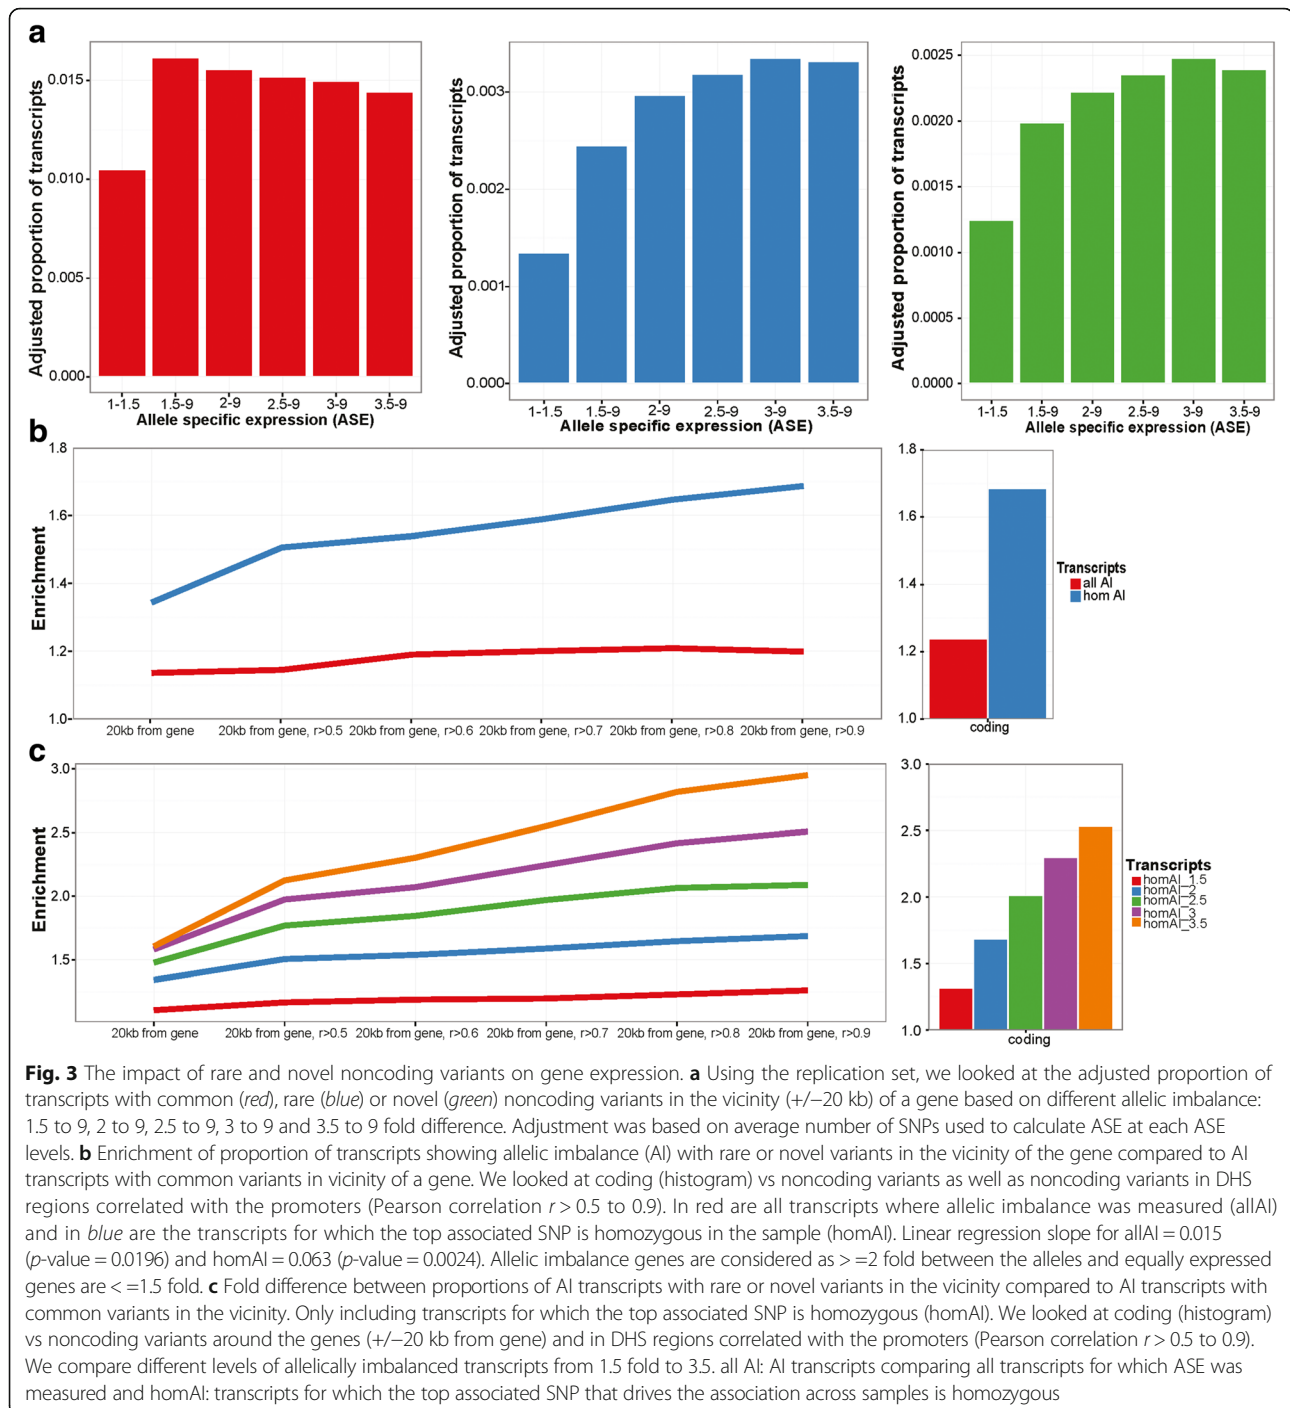 a
Adjusted proportion of transcripts
0.015
0.010
0.005
0.000
1-1.5 1.5-9 2-9 2.5-9 3-9 3.5-9
Allele specific expression (ASE)
Adjusted proportion of transcripts
0.003
0.002
0.001
0.000
1-1.5 1.5-9 2-9 2.5-9 3-9 3.5-9
Allele specific expression (ASE)
Adjusted proportion of transcripts
0.0025
0.0020
0.0015
0.0010
0.0005
0.0000
1-1.5 1.5-9 2-9 2.5-9 3-9 3.5-9
Allele specific expression (ASE)
b
Enrichment
1.8
1.6
1.4
1.2
1.0
20kb from gene 20kb from gene, r>0.5 20kb from gene, r>0.6 20kb from gene, r>0.7 20kb from gene, r>0.8 20kb from gene, r>0.9
1.8
1.6
1.4
1.2
1.0
coding
Transcripts
all AI
hom AI
c
Enrichment
3.0
2.5
2.0
1.5
20kb from gene 20kb from gene, r>0.5 20kb from gene, r>0.6 20kb from gene, r>0.7 20kb from gene, r>0.8 20kb from gene, r>0.9
3.0
2.5
2.0
1.5
1.0
coding
Transcripts
homAI_1.5
homAI_2
homAI_2.5
homAI_3
homAI_3.5
Fig. 3 The impact of rare and novel noncoding variants on gene expression. a Using the replication set, we looked at the adjusted proportion of
transcripts with common (red), rare (blue) or novel (green) noncoding variants in the vicinity (+/−20 kb) of a gene based on different allelic imbalance:
1.5 to 9, 2 to 9, 2.5 to 9, 3 to 9 and 3.5 to 9 fold difference. Adjustment was based on average number of SNPs used to calculate ASE at each ASE
levels. b Enrichment of proportion of transcripts showing allelic imbalance (AI) with rare or novel variants in the vicinity of the gene compared to AI
transcripts with common variants in vicinity of a gene. We looked at coding (histogram) vs noncoding variants as well as noncoding variants in DHS
regions correlated with the promoters (Pearson correlation r > 0.5 to 0.9). In red are all transcripts where allelic imbalance was measured (allAI)
and in blue are the transcripts for which the top associated SNP is homozygous in the sample (homAI). Linear regression slope for allAI = 0.015
(p-value = 0.0196) and homAI = 0.063 (p-value = 0.0024). Allelic imbalance genes are considered as > =2 fold between the alleles and equally expressed
genes are < =1.5 fold. c Fold difference between proportions of AI transcripts with rare or novel variants in the vicinity compared to AI transcripts with
common variants in the vicinity. Only including transcripts for which the top associated SNP is homozygous (homAI). We looked at coding (histogram)
vs noncoding variants around the genes (+/−20 kb from gene) and in DHS regions correlated with the promoters (Pearson correlation r > 0.5 to 0.9).
We compare different levels of allelically imbalanced transcripts from 1.5 fold to 3.5. all AI: AI transcripts comparing all transcripts for which ASE was
measured and homAI: transcripts for which the top associated SNP that drives the association across samples is homozygous